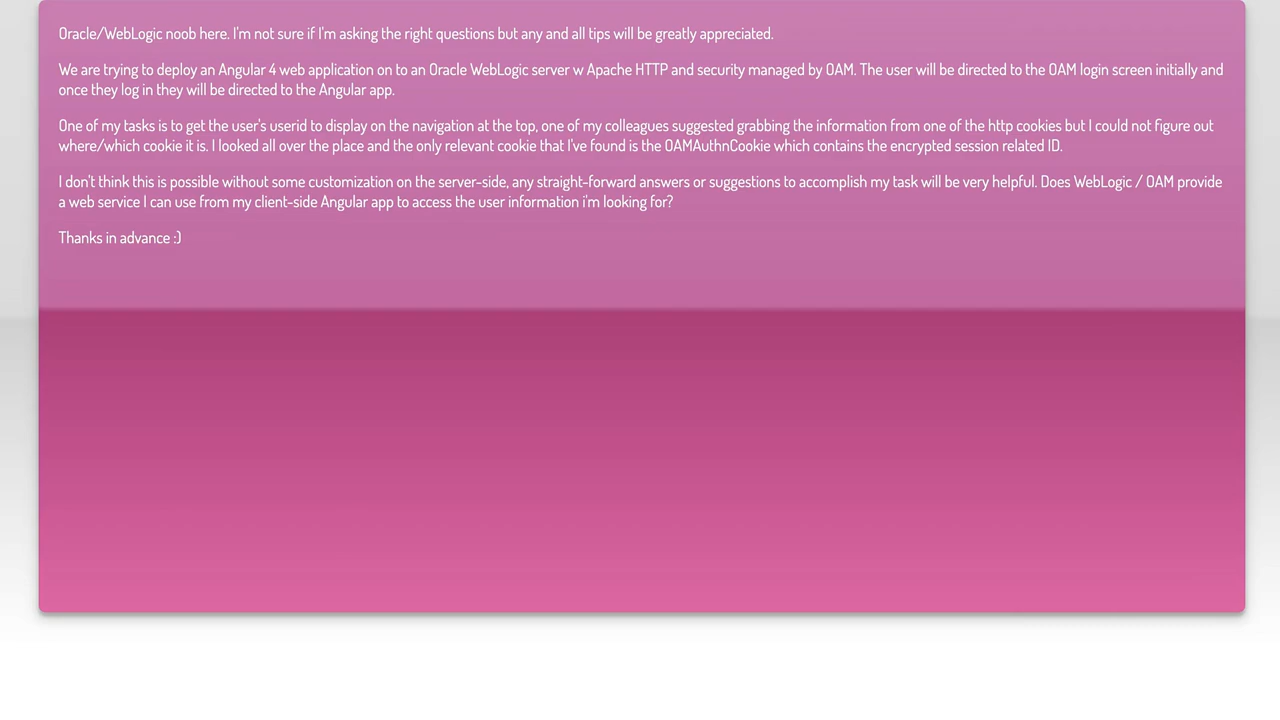 Oracle/WebLogic noob here. I'm not sure if I'm asking the right questions but any and all tips will be greatly appreciated.
We are trying to deploy an Angular 4 web application on to an Oracle WebLogic server w Apache HTTP and security managed by OAM. The user will be directed to the OAM login screen initially and
once they log in they will be directed to the Angular app.
One of my tasks is to get the user's userid to display on the navigation at the top, one of my colleagues suggested grabbing the information from one of the http cookies but I could not figure out
where/which cookie it is. I looked all over the place and the only relevant cookie that I've found is the OAMAuthnCookie which contains the encrypted session related ID.
I don't think this is possible without some customization on the server-side, any straight-forward answers or suggestions to accomplish my task will be very helpful. Does WebLogic / OAM provide
a web service I can use from my client-side Angular app to access the user information i'm looking for?
Thanks in advance :)